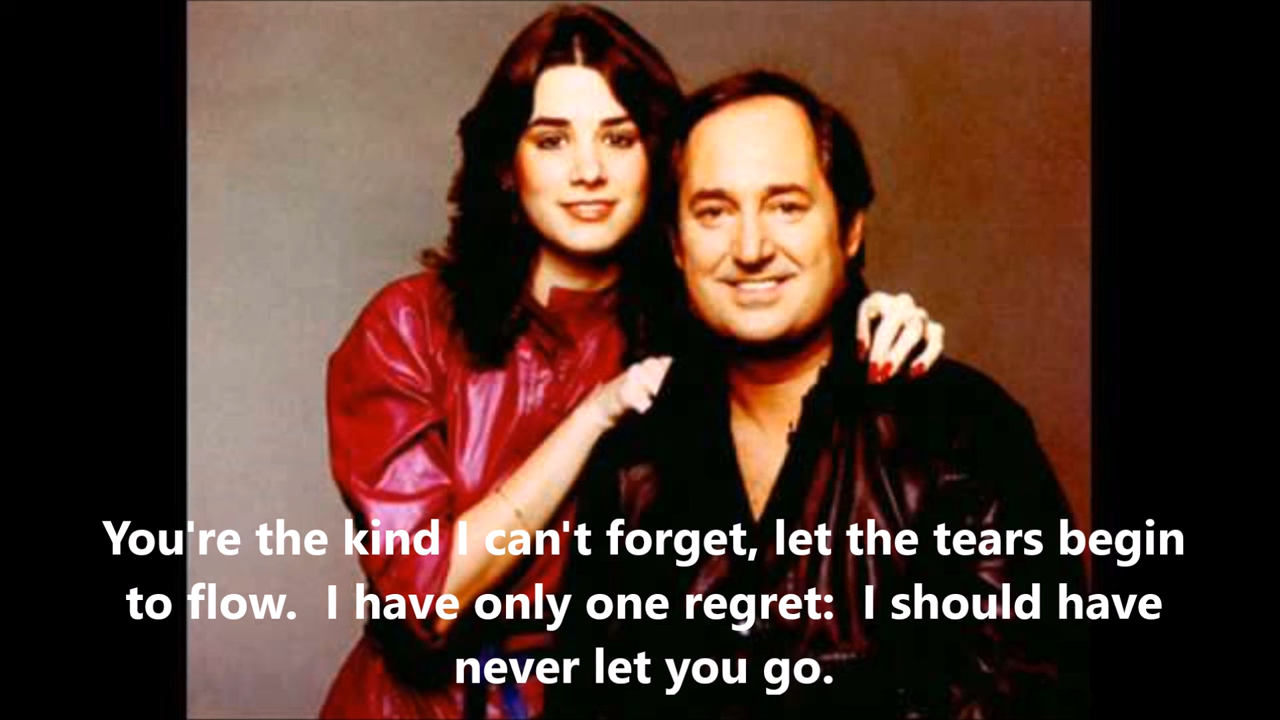 You're the kind I can't forget, let the tears begin
to flow.  I have only one regret:  I should have
never let you go.